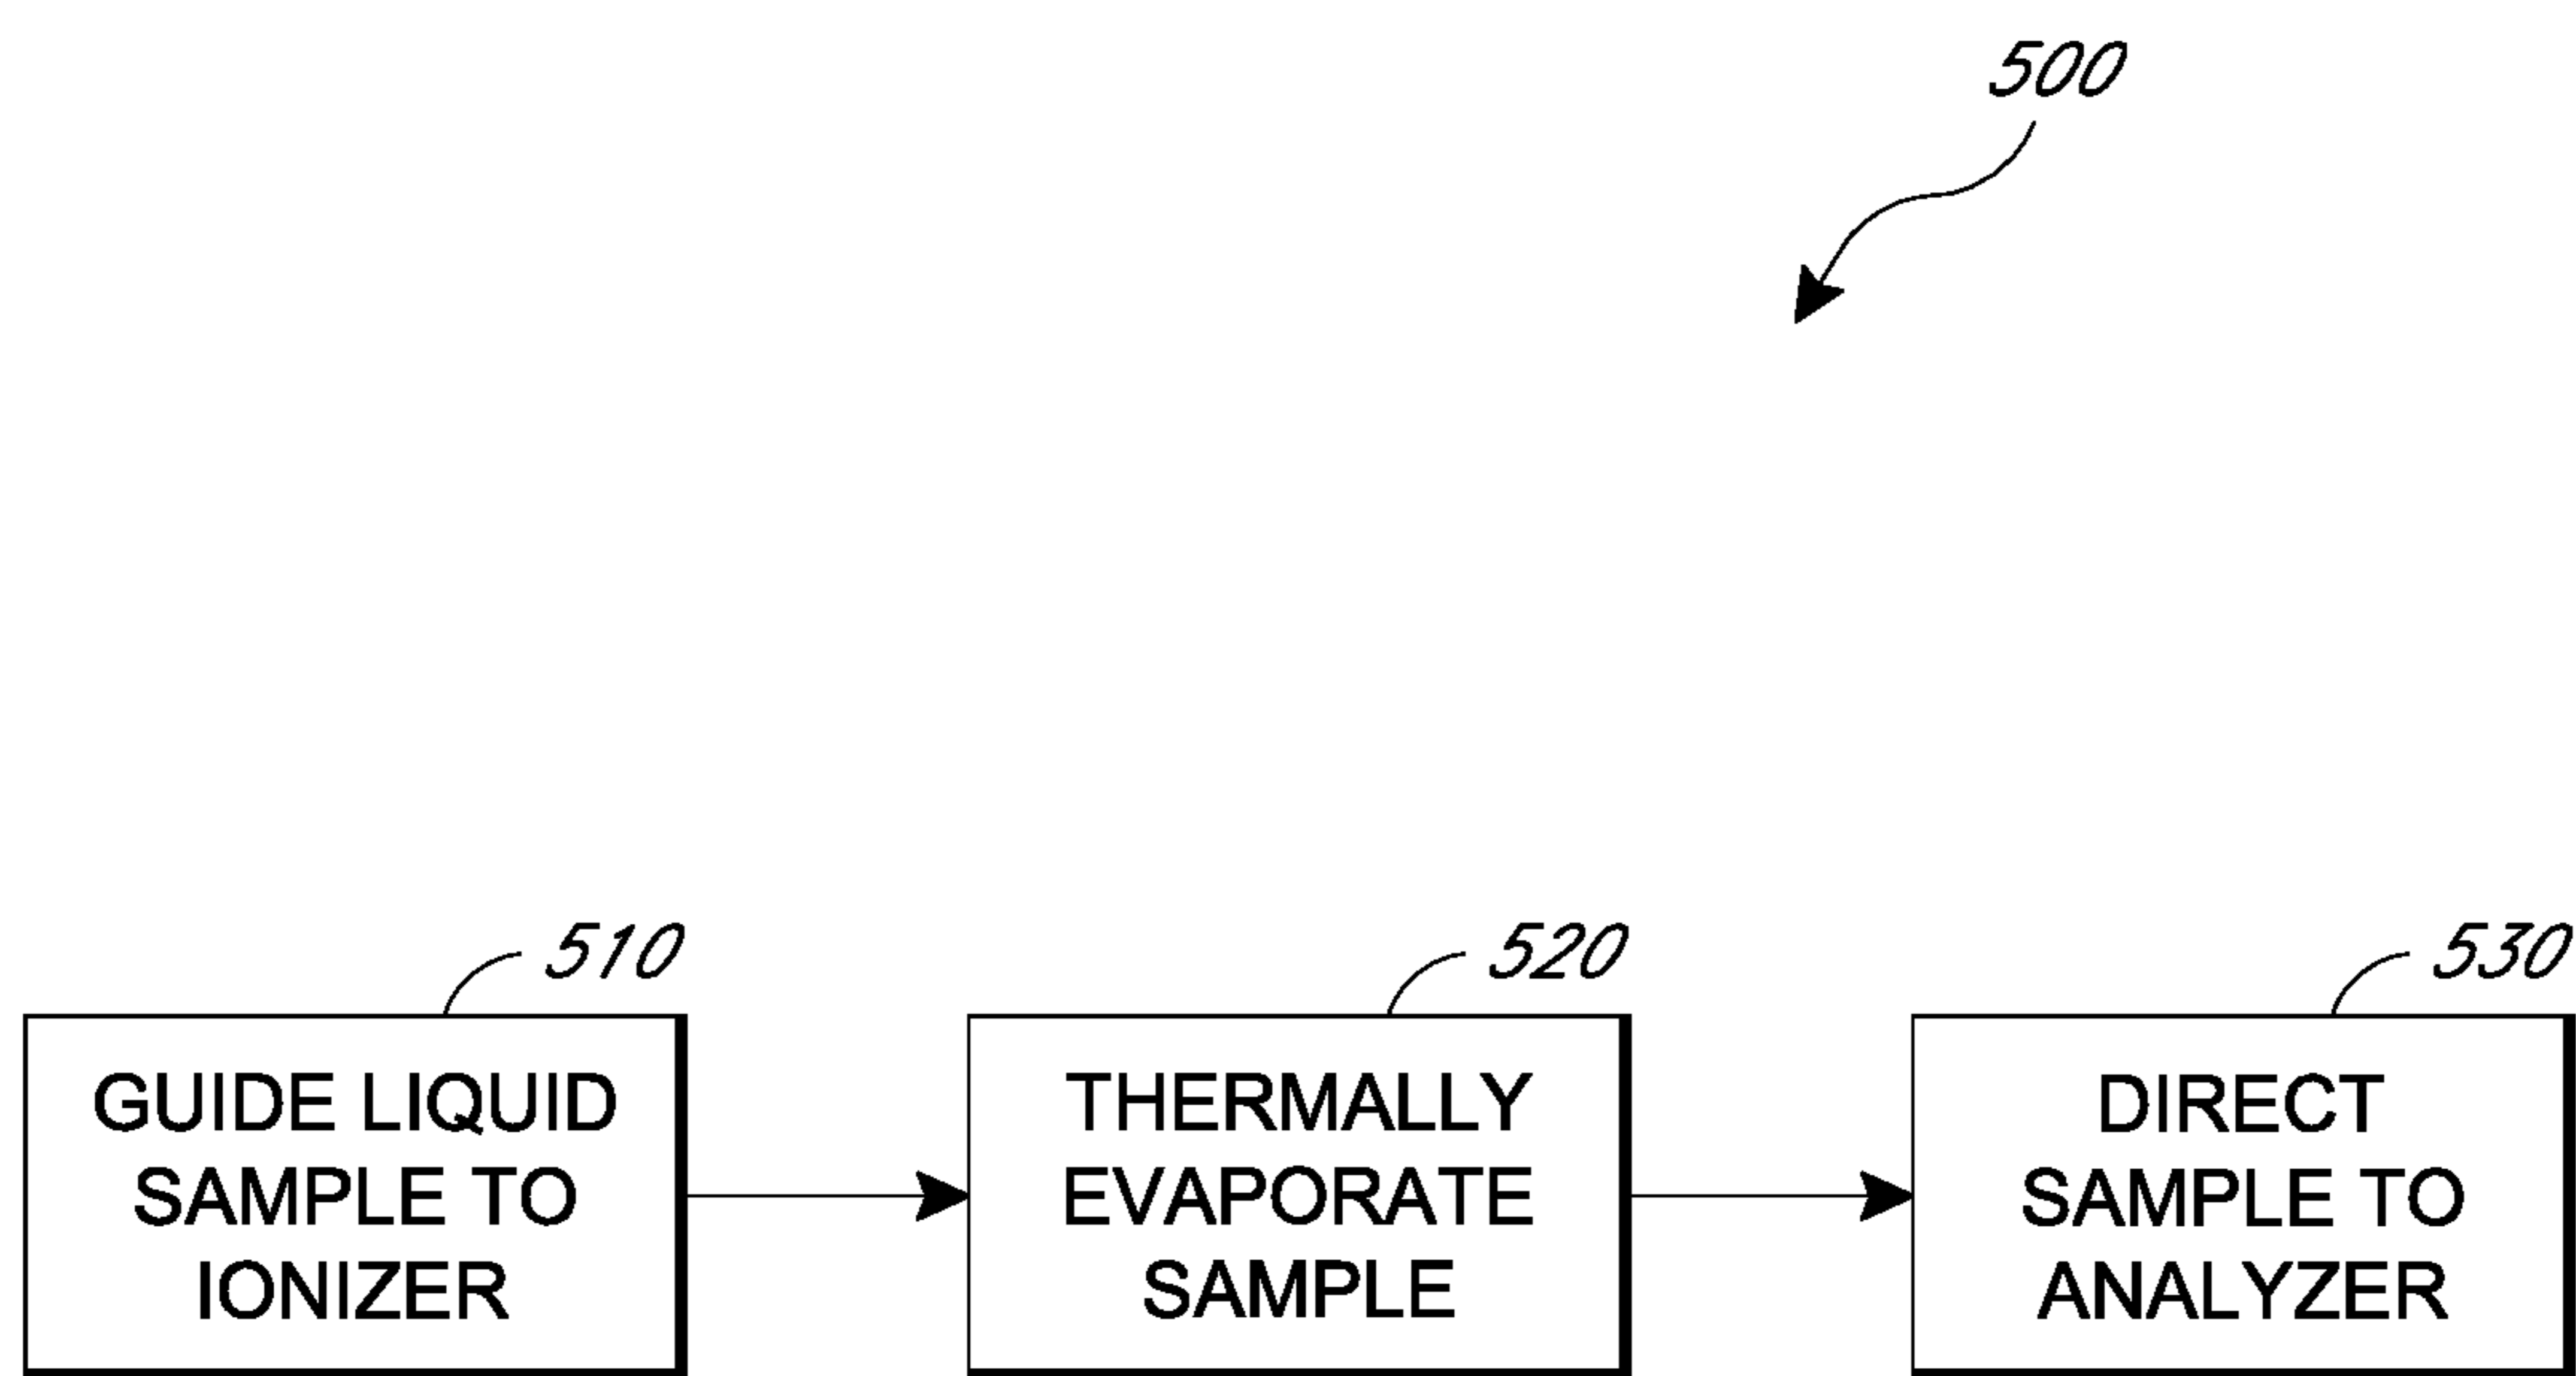 500
510
GUIDE LIQUID
SAMPLE TO
IONIZER
520
THERMALLY
EVAPORATE
SAMPLE
530
DIRECT
SAMPLE TO
ANALYZER